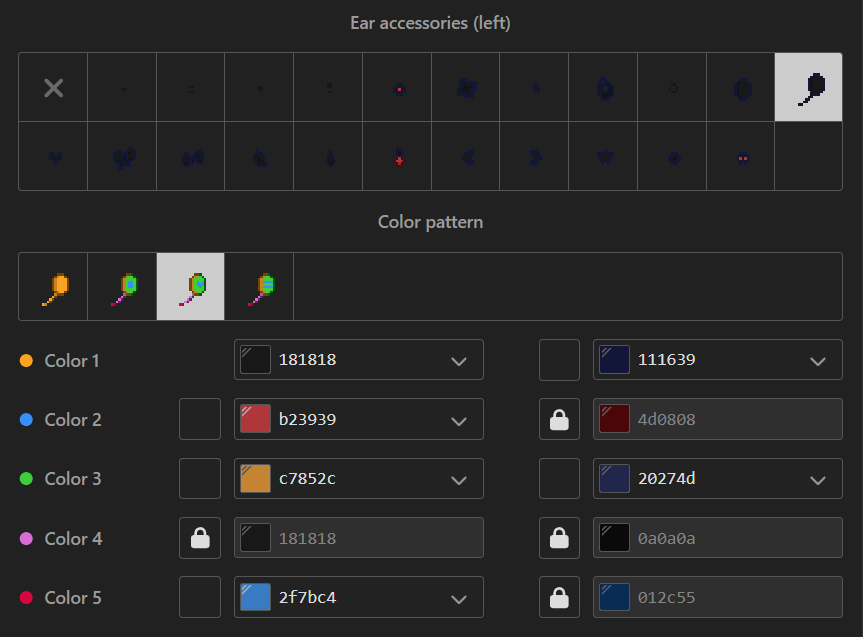 Ear accessories (left)
Color pattern
Color 1 181818 111639
Color 2 b23939 4d0808
Color 3 c7852c 20274d
Color 4 181818 0a0a0a
Color 5 2f7bc4 012c55